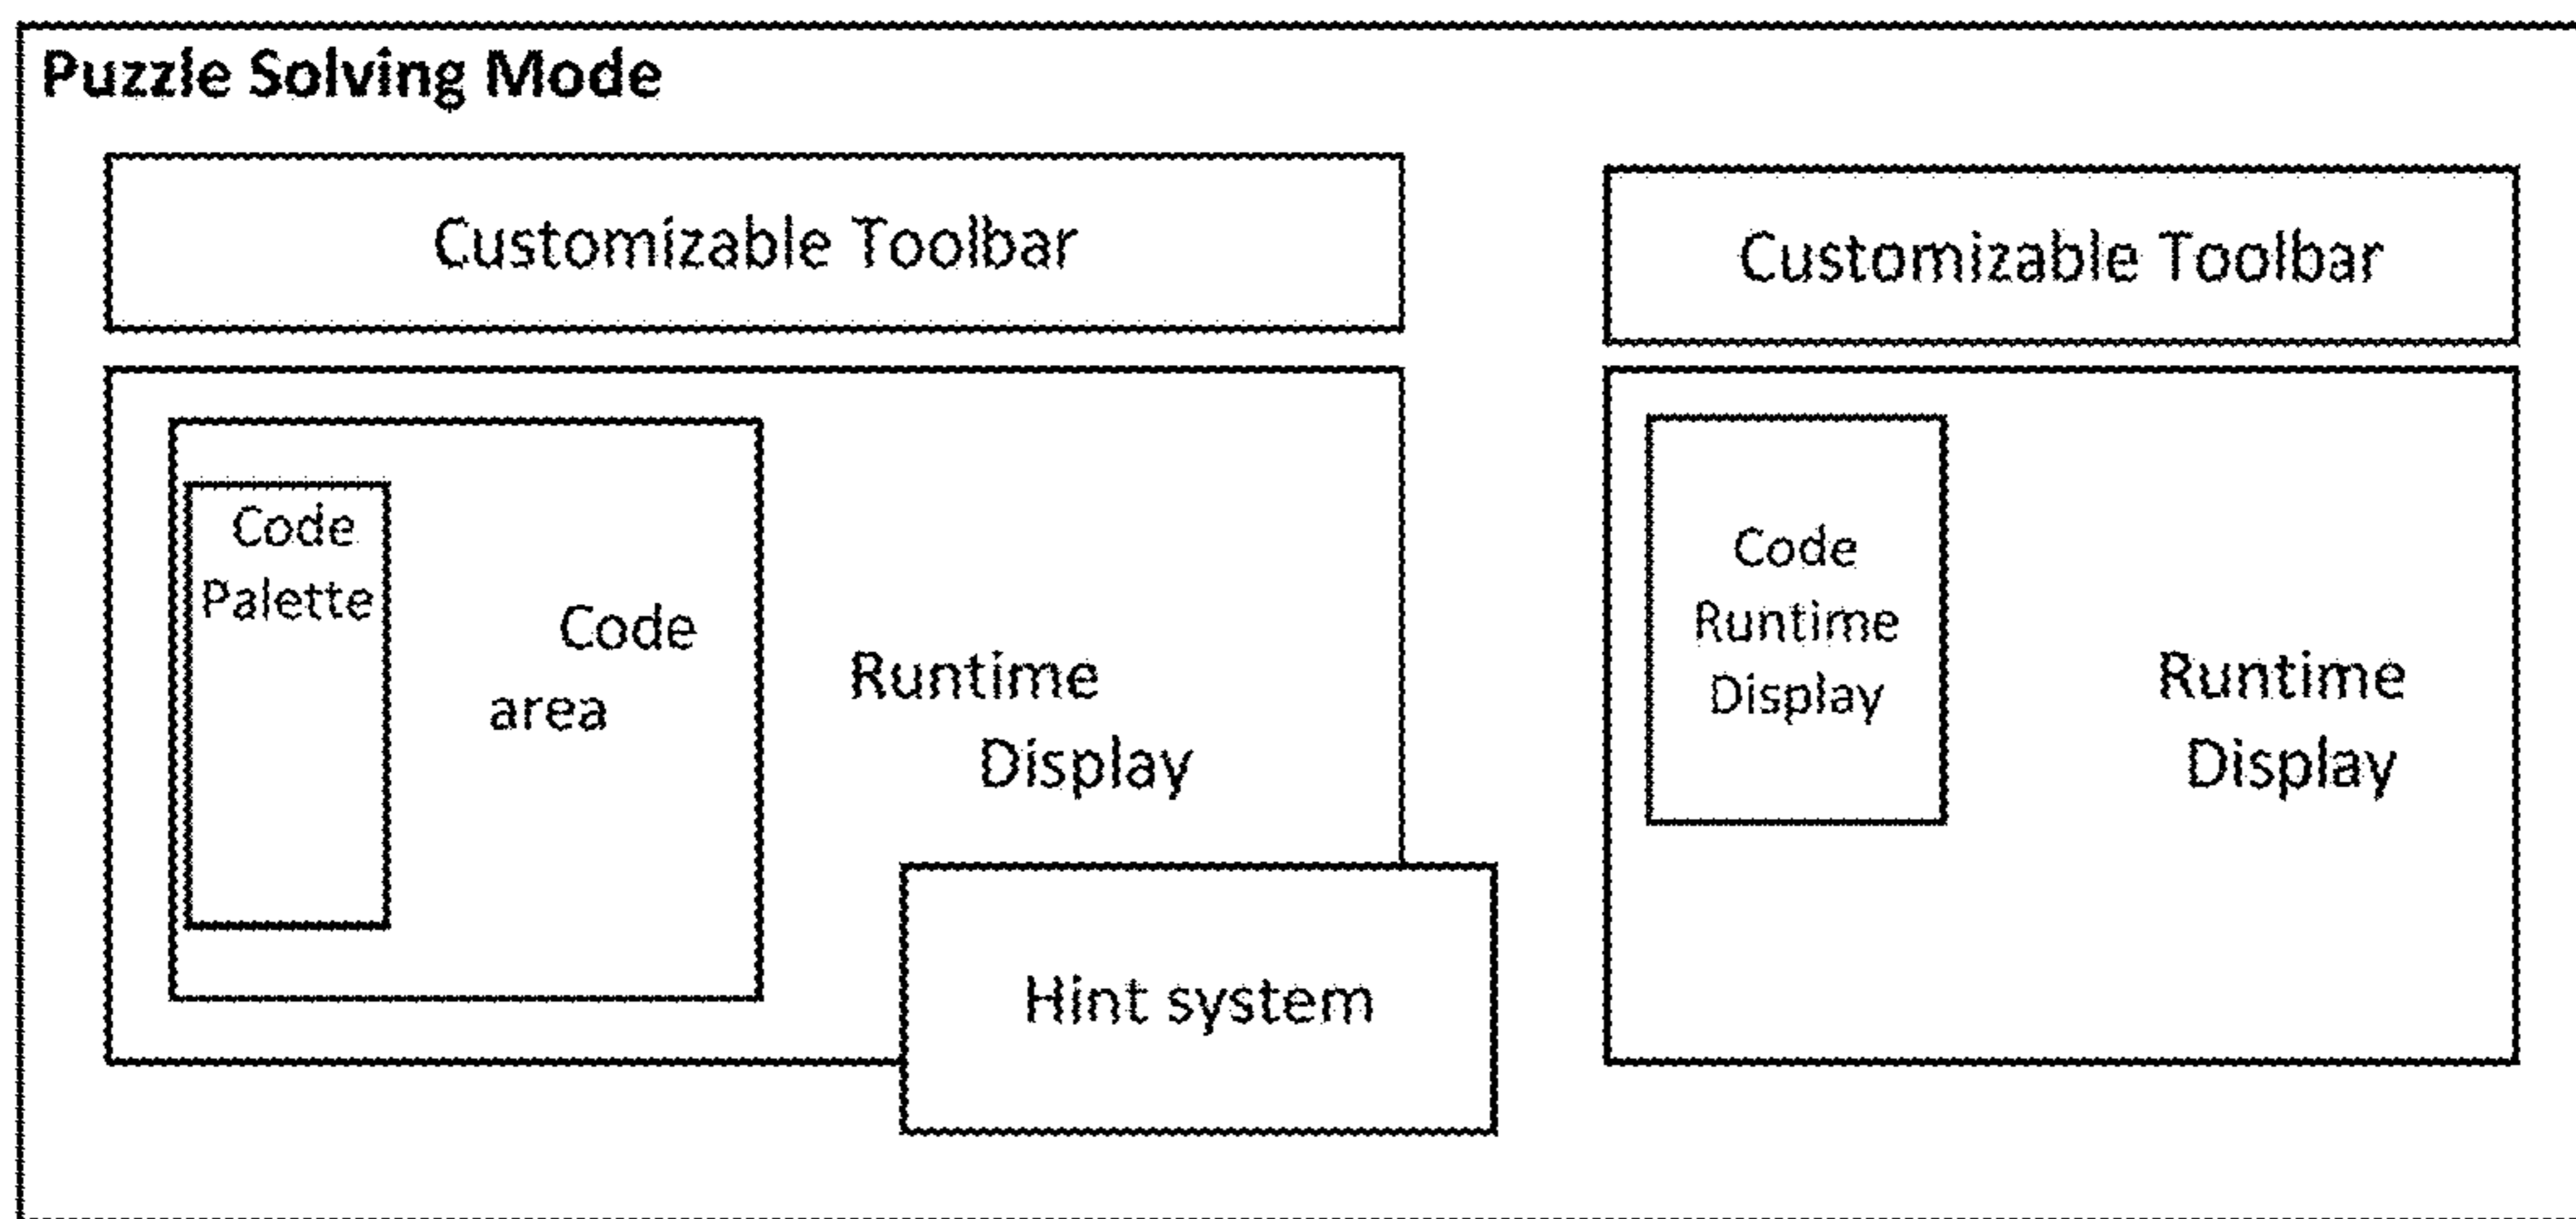 Puzzle Solving Mode
Customizable Toolbar
Customizable Toolbar
Code
Palette
Code
area
Runtime
Display
Hint system
Code
Runtime
Display
Runtime
Display